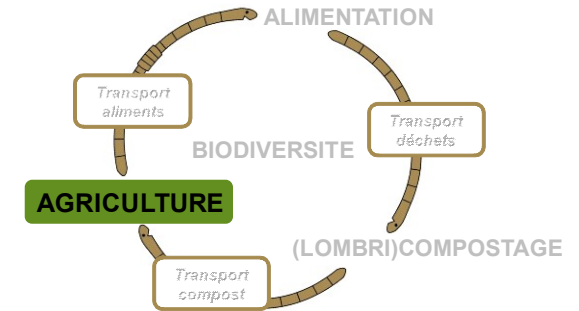 ALIMENTATION
Transport
aliments
Transport
déchets
BIODIVERSITE
AGRICULTURE
(LOMBRI)COMPOSTAGE
Transport
compost